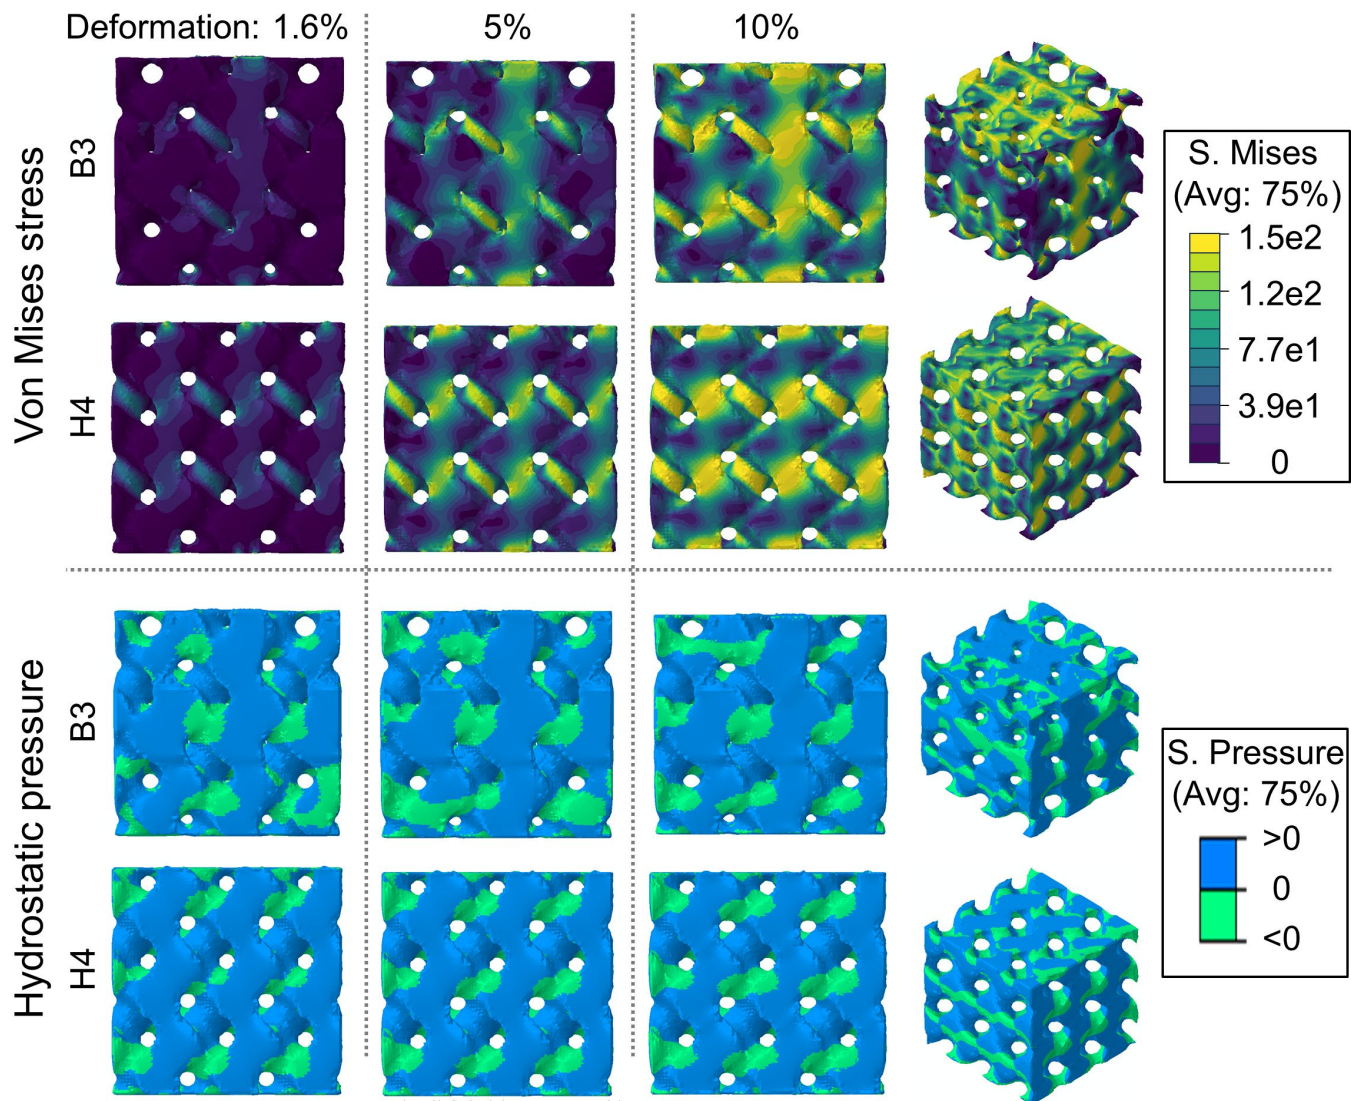 Deformation: 1.6%
5%
10%
Von Mises stress
B3
H4
S. Mises
(Avg: 75%)
1.5e2
1.2e2
7.7e1
3.9e1
0
Hydrostatic pressure
B3
H4
S. Pressure
(Avg: 75%)
>0
0
<0